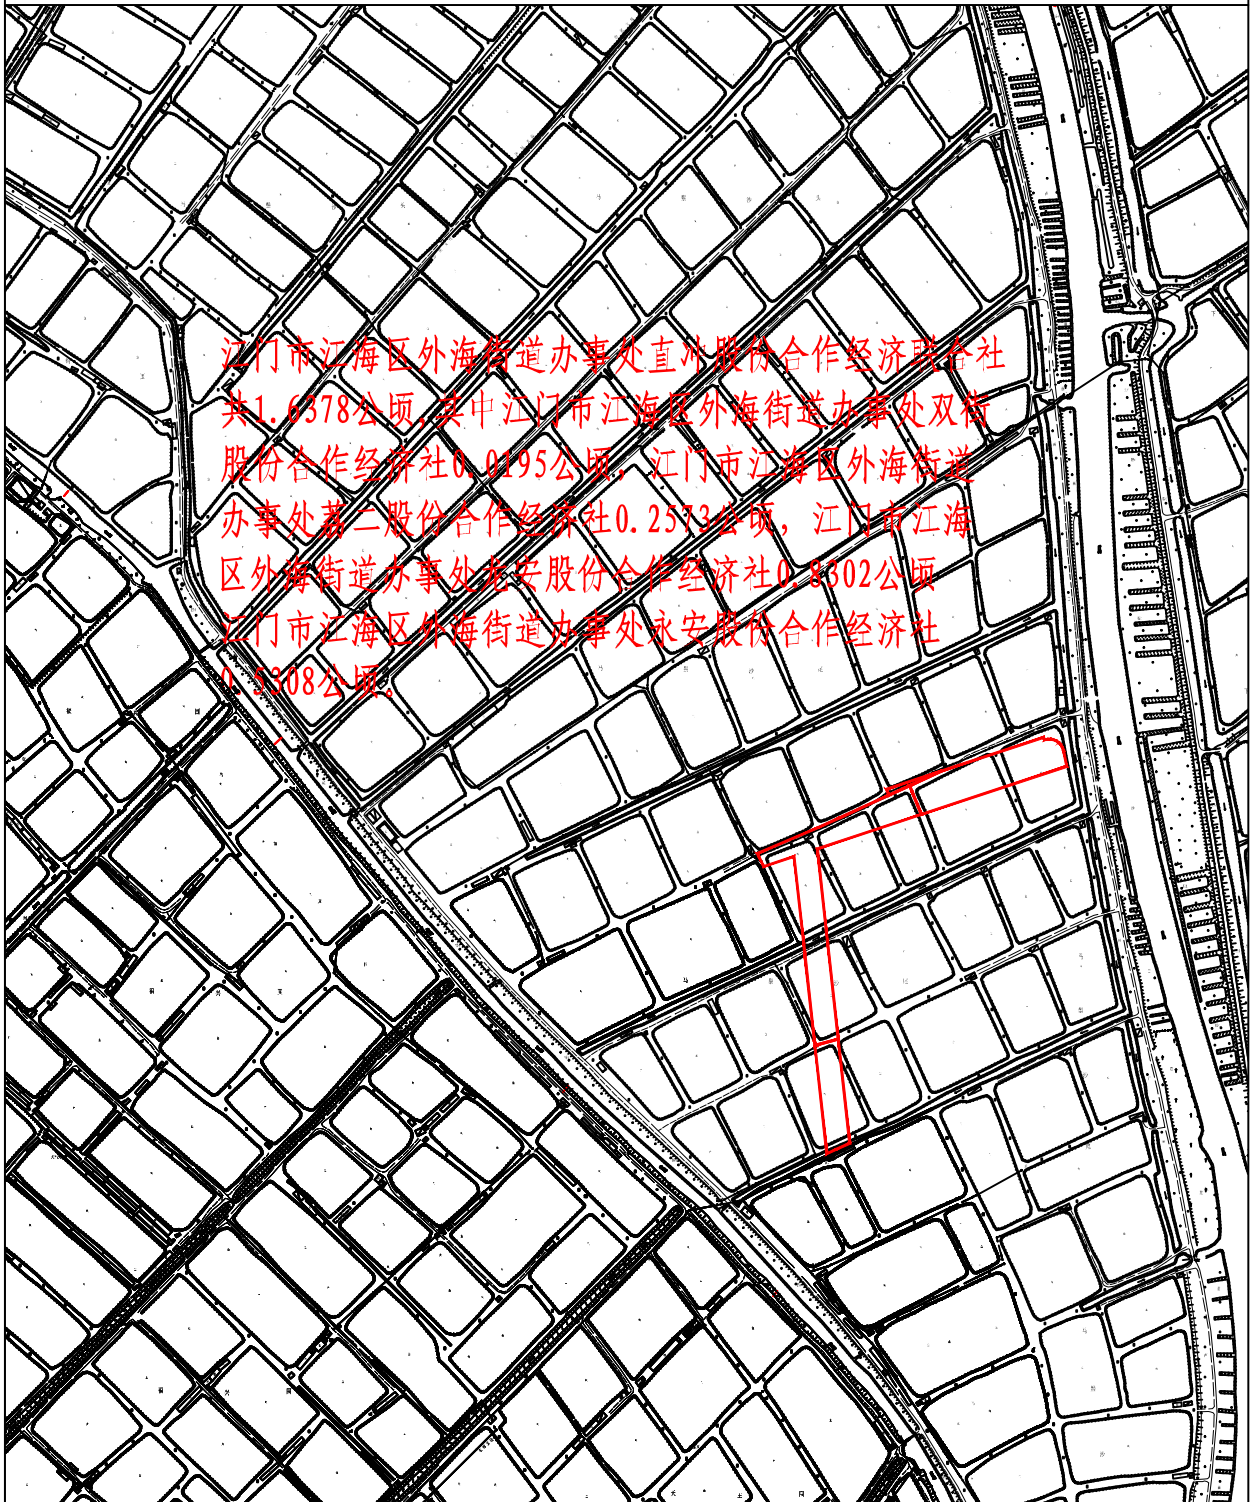 江门市江海区外海街道办事处直冲股份合作经济联合社
共1.6378公顷,其中江门市江海区外海街道办事处双街
股份合作经济社0.0195公顷，江门市江海区外海街道
办事处荔二股份合作经济社0.2573公顷，江门市江海
区外海街道办事处龙安股份合作经济社0.8302公顷
江门市江海区外海街道办事处永安股份合作经济社
0.5308公顷。